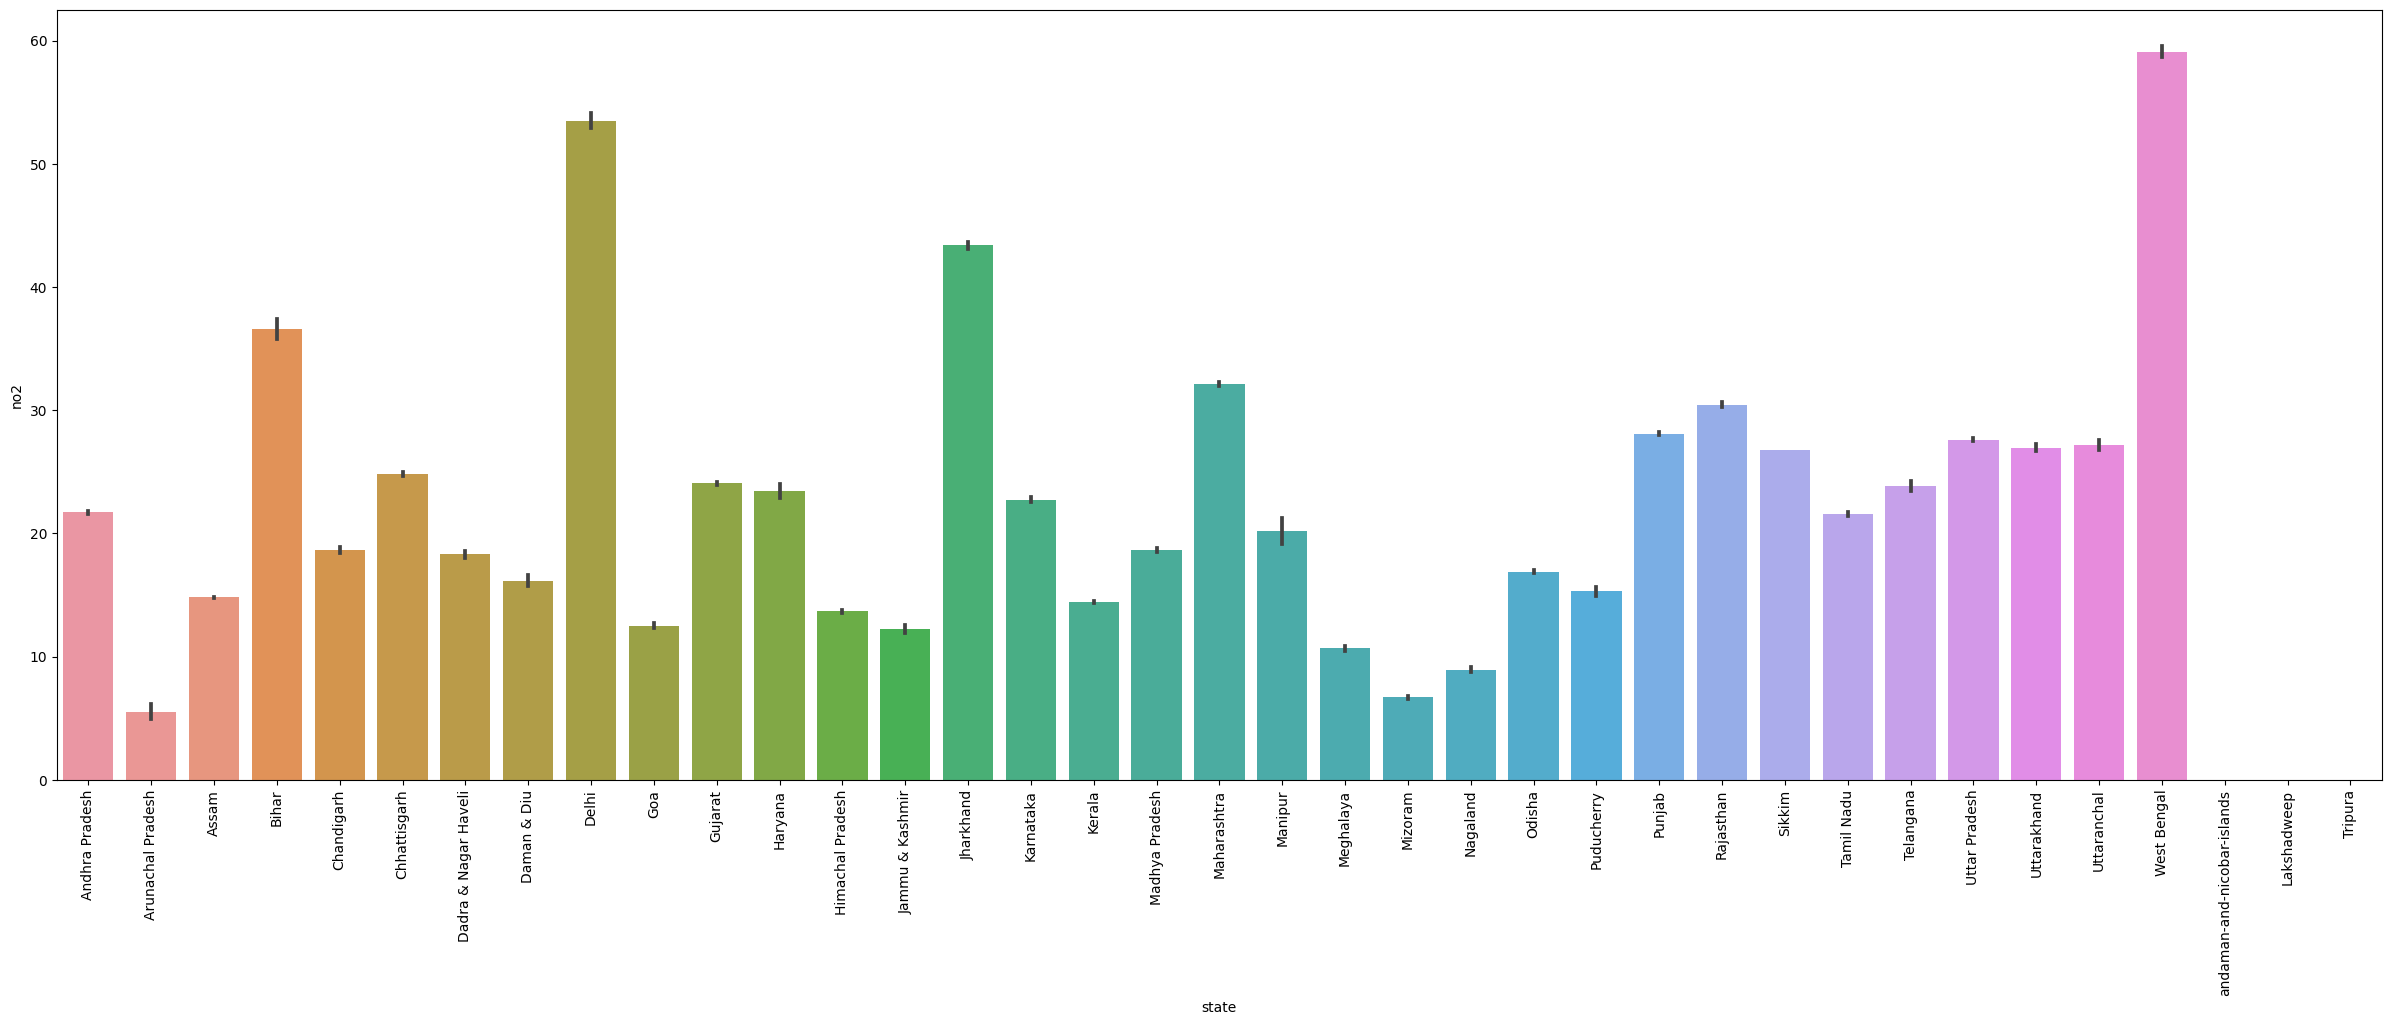 60
50
40
30
20
10
0
no2
Andhra Pradesh
Arunachal Pradesh
Assam
Bihar
Chandigarh
Chhattisgarh
Dadra & Nagar Haveli
Daman & Diu
Delhi
Goa
Gujarat
Haryana
Himachal Pradesh
Jammu & Kashmir
Jharkhand
Karnataka
Kerala
Madhya Pradesh
Maharashtra
Manipur
Meghalaya
Mizoram
Nagaland
Odisha
Puducherry
Punjab
Rajasthan
Sikkim
Tamil Nadu
Telangana
Uttar Pradesh
Uttarakhand
Uttaranchal
West Bengal
andaman-and-nicobar-islands
Lakshadweep
Tripura
state